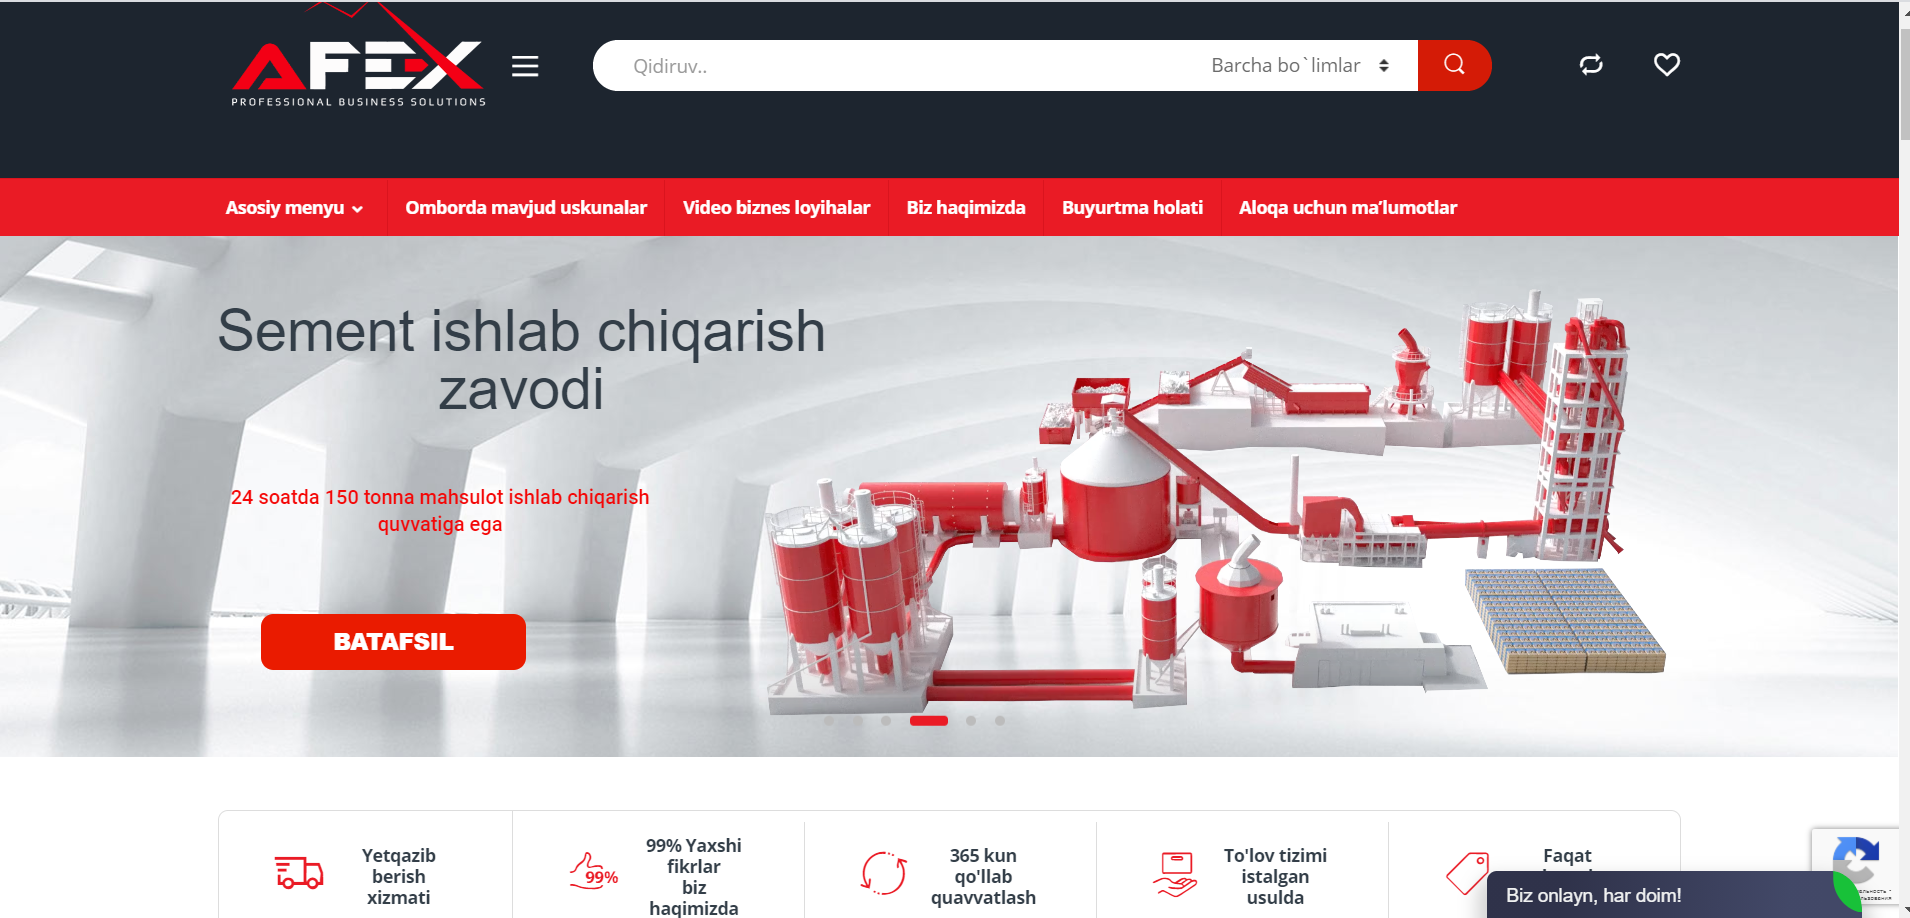 AFEX
PROFESSIONAL BUSINESS SOLUTIONS
Qidiruv..
Barcha bo`limlar
Asosiy menyu
Omborda mavjud uskunalar
Video biznes loyihalar
Biz haqimizda
Buyurtma holati
Aloqa uchun ma’lumotlar
Sement ishlab chiqarish
zavodi
24 soatda 150 tonna mahsulot ishlab chiqarish
quvvatiga ega
BATAFSIL
Yetqazib
berish
xizmati
99%
99% Yaxshi
fikrlar
biz
haqimizda
365 kun
qo'llab
quavvatlash
To'lov tizimi
istalgan
usulda
Faqat
Biz onlayn, har doim!